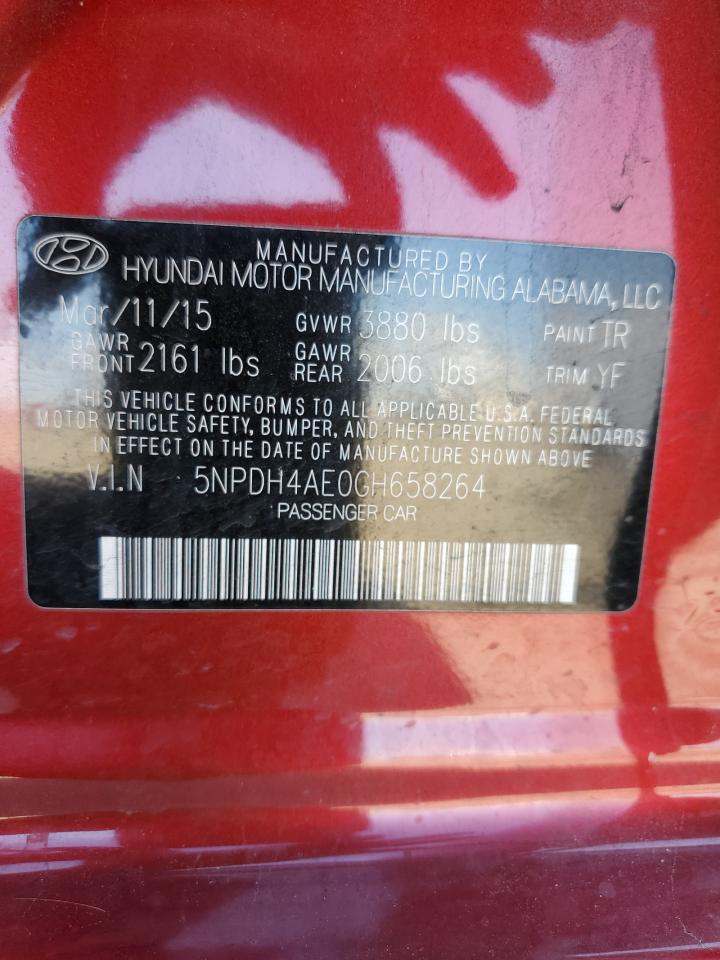 MANUFACTURED BY
HYUNDAI MOTOR MANUFACTURING ALABAMA, LLC
Mar/11/15 GVWR 3880 lbs PAINT TR
GAWR FRONT 2161 lbs GAWR REAR 2006 lbs TRIM YF
THIS VEHICLE CONFORMS TO ALL APPLICABLE U.S.A. FEDERAL
MOTOR VEHICLE SAFETY, BUMPER, AND THEFT PREVENTION STANDARDS
IN EFFECT ON THE DATE OF MANUFACTURE SHOWN ABOVE
V.I.N 5NPDH4AE0GH658264
PASSENGER CAR